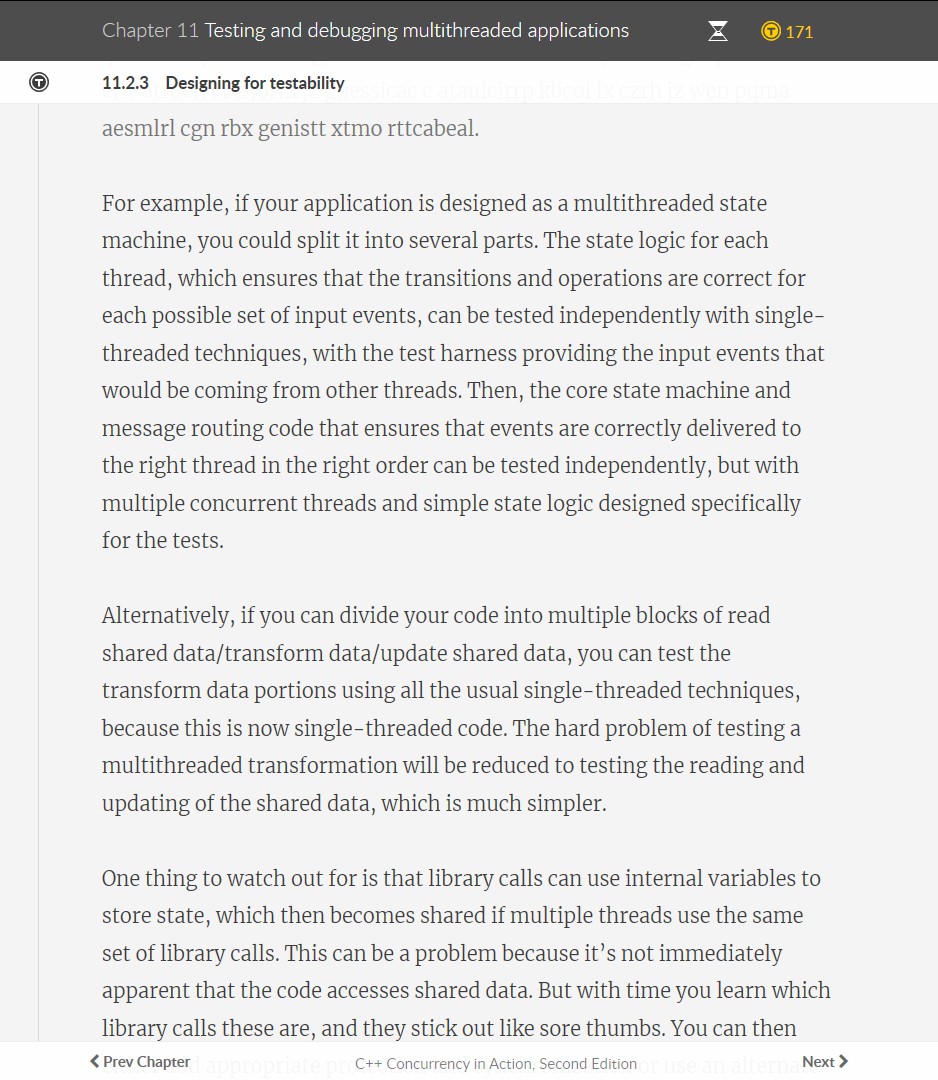 Chapter 11 Testing and debugging multithreaded applications
171
11.2.3 Designing for testability
aesmlrl cgn rbx genistt xtmo rttcabeal.
For example, if your application is designed as a multithreaded state
machine, you could split it into several parts. The state logic for each
thread, which ensures that the transitions and operations are correct for
each possible set of input events, can be tested independently with single-
threaded techniques, with the test harness providing the input events that
would be coming from other threads. Then, the core state machine and
message routing code that ensures that events are correctly delivered to
the right thread in the right order can be tested independently, but with
multiple concurrent threads and simple state logic designed specifically
for the tests.
Alternatively, if you can divide your code into multiple blocks of read
shared data/transform data/update shared data, you can test the
transform data portions using all the usual single-threaded techniques,
because this is now single-threaded code. The hard problem of testing a
multithreaded transformation will be reduced to testing the reading and
updating of the shared data, which is much simpler.
One thing to watch out for is that library calls can use internal variables to
store state, which then becomes shared if multiple threads use the same
set of library calls. This can be a problem because it’s not immediately
apparent that the code accesses shared data. But with time you learn which
library calls these are, and they stick out like sore thumbs. You can then
Prev Chapter
C++ Concurrency in Action, Second Edition
Next